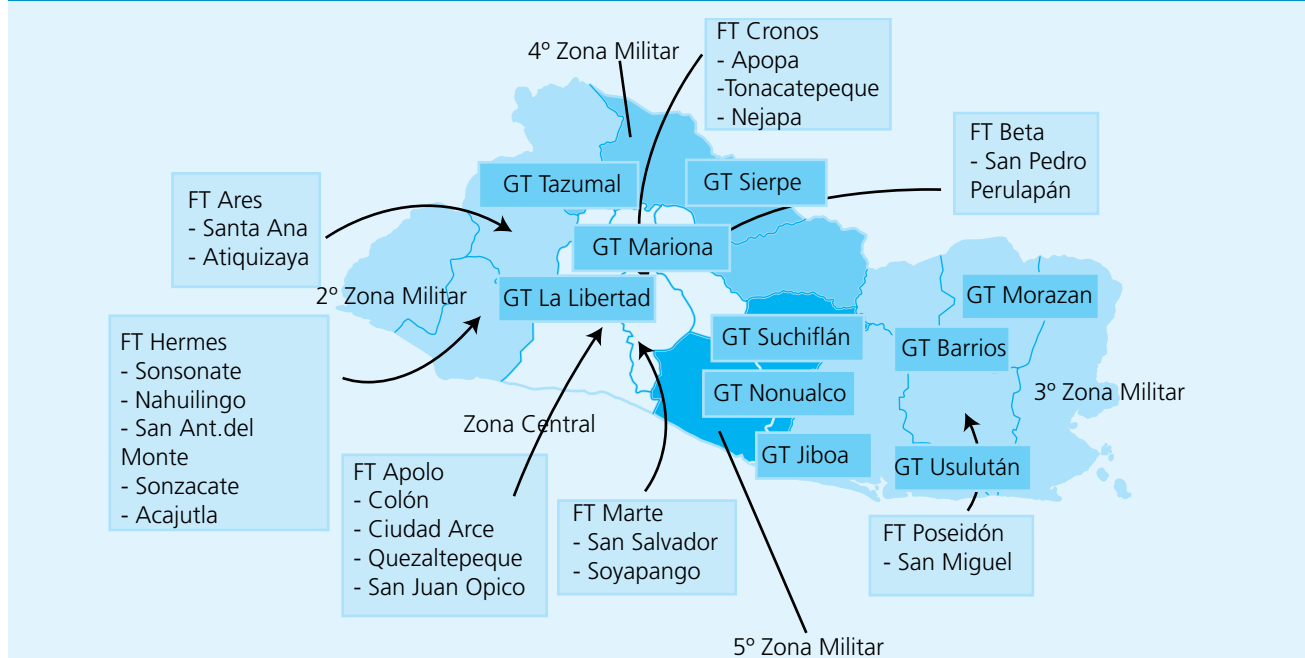 FT Cronos
- Apopa
-Tonacatepeque
- Nejapa
4º Zona Militar
FT Beta
- San Pedro
Perulapán
GT Tazumal
GT Sierpe
FT Ares
- Santa Ana
- Atiquizaya
GT Mariona
2º Zona Militar
GT La Libertad
GT Morazan
GT Suchiflán
GT Barrios
FT Hermes
- Sonsonate
- Nahuilingo
- San Ant.del
Monte
- Sonzacate
- Acajutla
GT Nonualco
3º Zona Militar
Zona Central
GT Jiboa
GT Usulután
FT Apolo
- Colón
- Ciudad Arce
- Quezaltepeque
- San Juan Opico
FT Marte
- San Salvador
- Soyapango
FT Poseidón
- San Miguel
5º Zona Militar